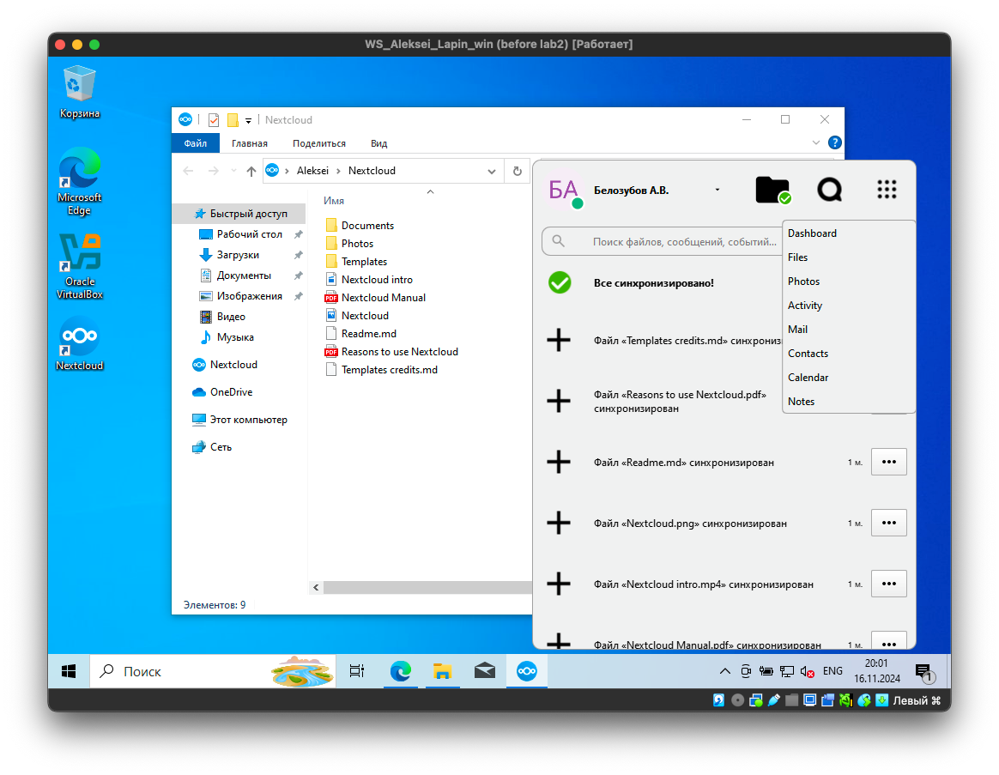 WS_Aleksei_Lapin_win (before lab2) [Работает]
Корзина
Microsoft
Edge
Oracle
VirtualBox
Nextcloud
Nextcloud
Файл
Главная
Поделиться
Вид
?
Aleksei
Nextcloud
Быстрый доступ
Рабочий стол
Загрузки
Документы
Изображения
Видео
Музыка
Nextcloud
OneDrive
Этот компьютер
Сеть
Имя
Documents
Photos
Templates
Nextcloud intro
PDF Nextcloud Manual
Nextcloud
Readme.md
PDF Reasons to use Nextcloud
Templates credits.md
Элементов: 9
БА
Белозубов А.В.
Поиск файлов, сообщений, событий...
Все синхронизировано!
Файл «Templates credits.md» синхрони
Файл «Reasons to use Nextcloud.pdf»
синхронизирован
Файл «Readme.md» синхронизирован
1 м.
Файл «Nextcloud.png» синхронизирован
1 м.
Файл «Nextcloud intro.mp4» синхронизирован
1 м.
Файл «Nextcloud Manual.pdf» синхронизирован
1 м.
Dashboard
Files
Photos
Activity
Mail
Contacts
Calendar
Notes
Поиск
ENG
20:01
16.11.2024
1
Левый ⌘